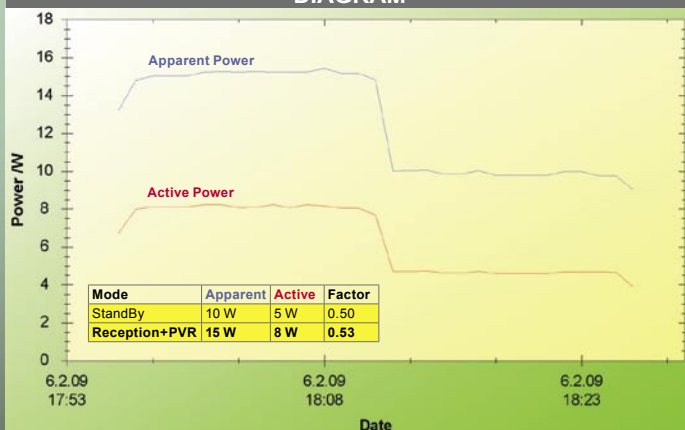 DIAGRAM
18
16
14
12
10
8
6
4
2
0
Power /W
Apparent Power
Active Power
Mode Apparent Active Factor
StandBy 10 W 5 W 0.50
Reception+PVR 15 W 8 W 0.53
6.2.09 6.2.09 6.2.09
17:53 18:08 18:23
Date